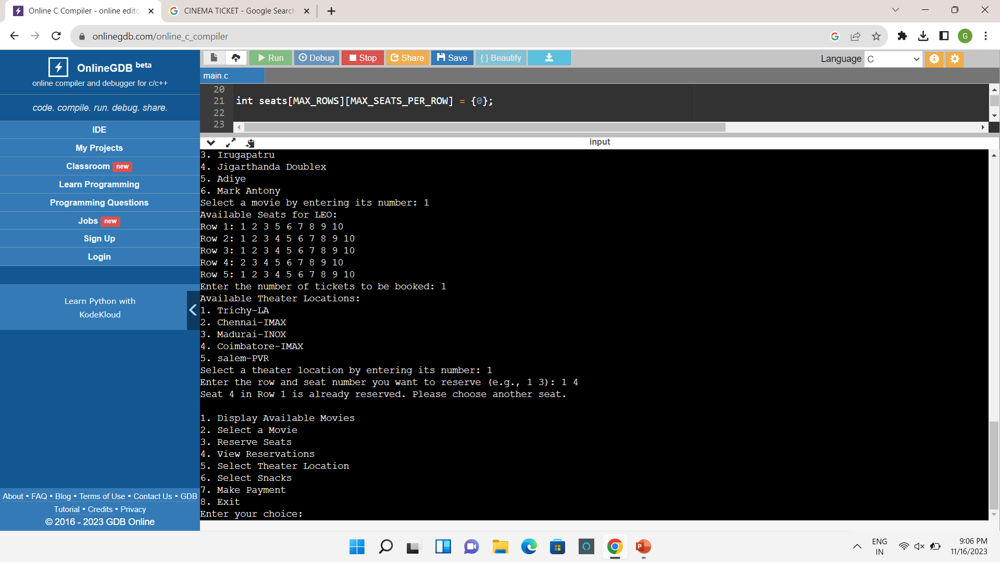 Online C Compiler - online edito
CINEMA TICKET - Google Search
onlinegdb.com/online_c_compiler
G
OnlineGDB beta
online compiler and debugger for c/c++
code. compile. run. debug. share.
IDE
My Projects
Classroom new
Learn Programming
Programming Questions
Jobs new
Sign Up
Login
Learn Python with
KodeKloud
About • FAQ • Blog • Terms of Use • Contact Us • GDB
Tutorial • Credits • Privacy
© 2016 - 2023 GDB Online
Run Debug Stop Share Save {} Beautify
Language C
main.c
20
21 int seats[MAX_ROWS][MAX_SEATS_PER_ROW] = {0};
22
23
input
3. Irugapatru
4. Jigarthanda Doublex
5. Adiye
6. Mark Antony
Select a movie by entering its number: 1
Available Seats for LEO:
Row 1: 1 2 3 5 6 7 8 9 10
Row 2: 1 2 3 4 5 6 7 8 9 10
Row 3: 1 2 3 4 5 6 7 8 9 10
Row 4: 2 3 4 5 6 7 8 9 10
Row 5: 1 2 3 4 5 6 7 8 9 10
Enter the number of tickets to be booked: 1
Available Theater Locations:
1. Trichy-LA
2. Chennai-IMAX
3. Madurai-INOX
4. Coimbatore-IMAX
5. salem-PVR
Select a theater location by entering its number: 1
Enter the row and seat number you want to reserve (e.g., 1 3): 1 4
Seat 4 in Row 1 is already reserved. Please choose another seat.
1. Display Available Movies
2. Select a Movie
3. Reserve Seats
4. View Reservations
5. Select Theater Location
6. Select Snacks
7. Make Payment
8. Exit
Enter your choice:
ENG
IN
9:06 PM
11/16/2023